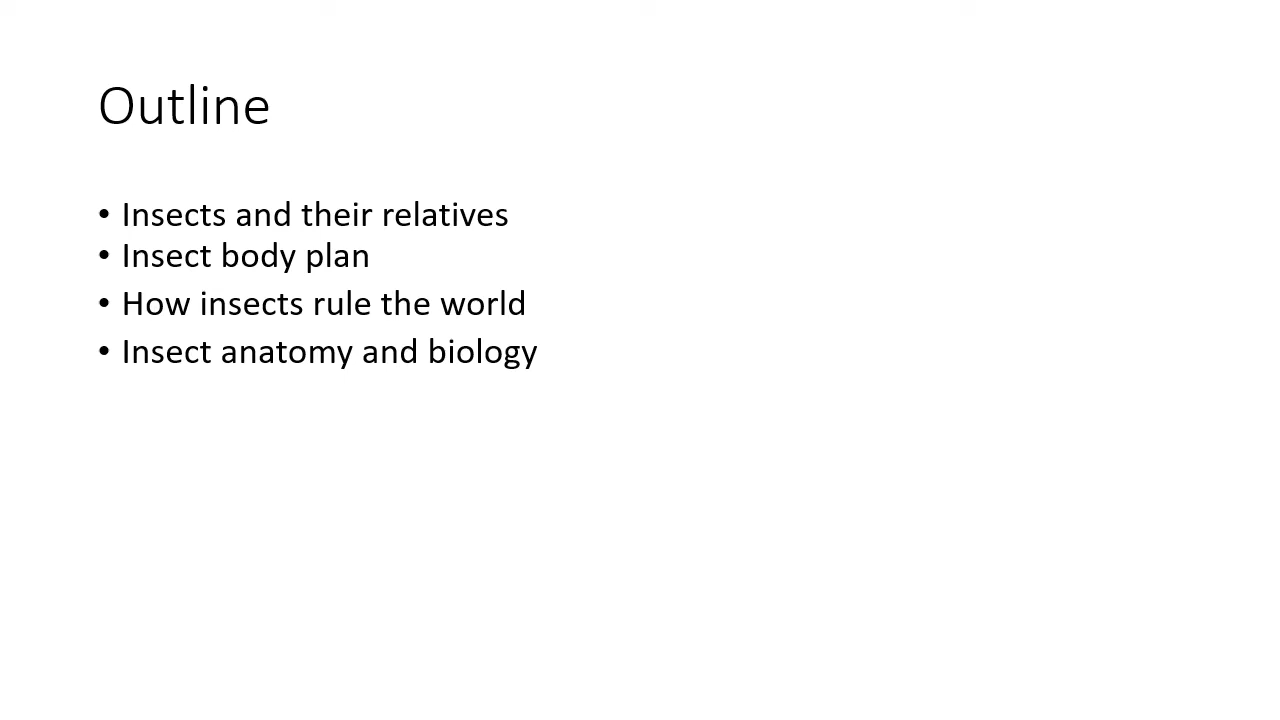 Outline
• Insects and their relatives
• Insect body plan
• How insects rule the world
• Insect anatomy and biology